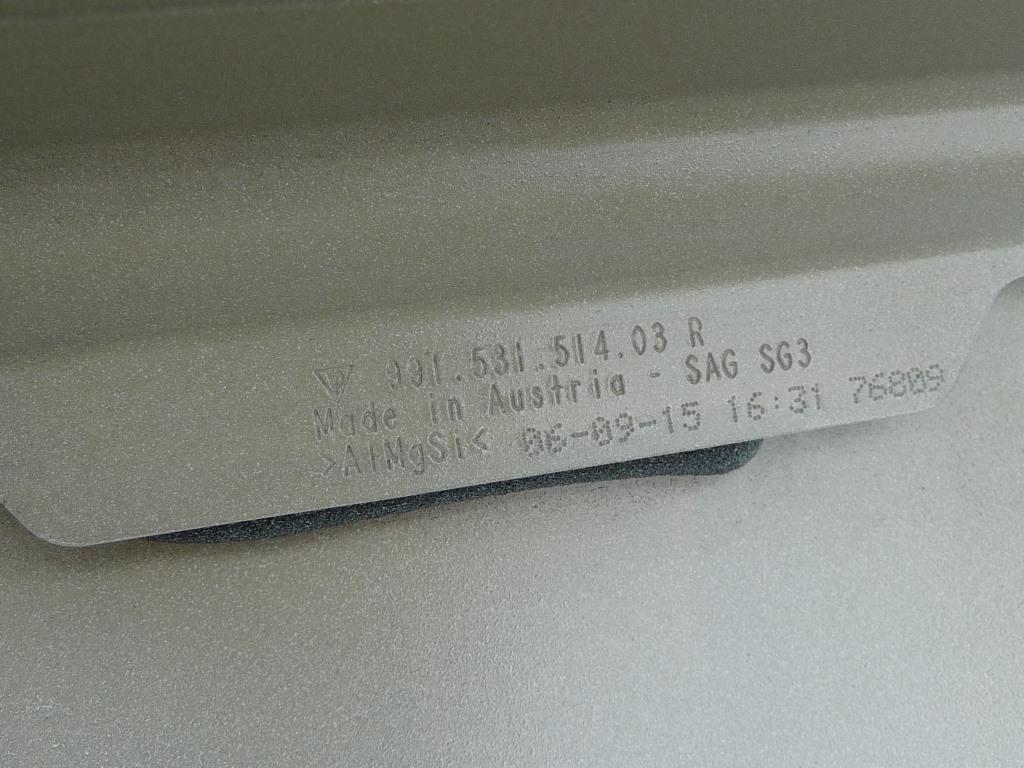 991.531.514.03 R
Made in Austria - SAG SG3
>AlMgSi< 06-09-15 16:31 76809